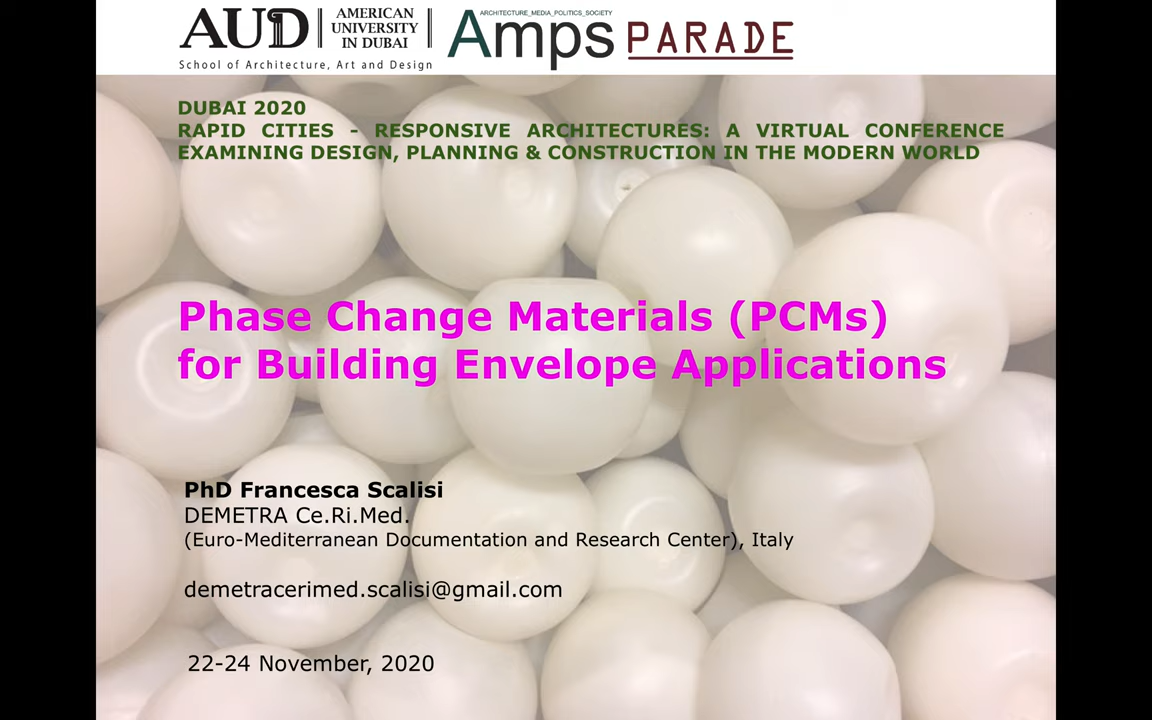 AUD
AMERICAN
UNIVERSITY
IN DUBAI
School of Architecture, Art and Design
ARCHITECTURE_MEDIA_POLITICS_SOCIETY
Amps
PARADE
DUBAI 2020
RAPID CITIES - RESPONSIVE ARCHITECTURES: A VIRTUAL CONFERENCE
EXAMINING DESIGN, PLANNING & CONSTRUCTION IN THE MODERN WORLD
Phase Change Materials (PCMs)
for Building Envelope Applications
PhD Francesca Scalisi
DEMETRA Ce.Ri.Med.
(Euro-Mediterranean Documentation and Research Center), Italy
demetracerimed.scalisi@gmail.com
22-24 November, 2020